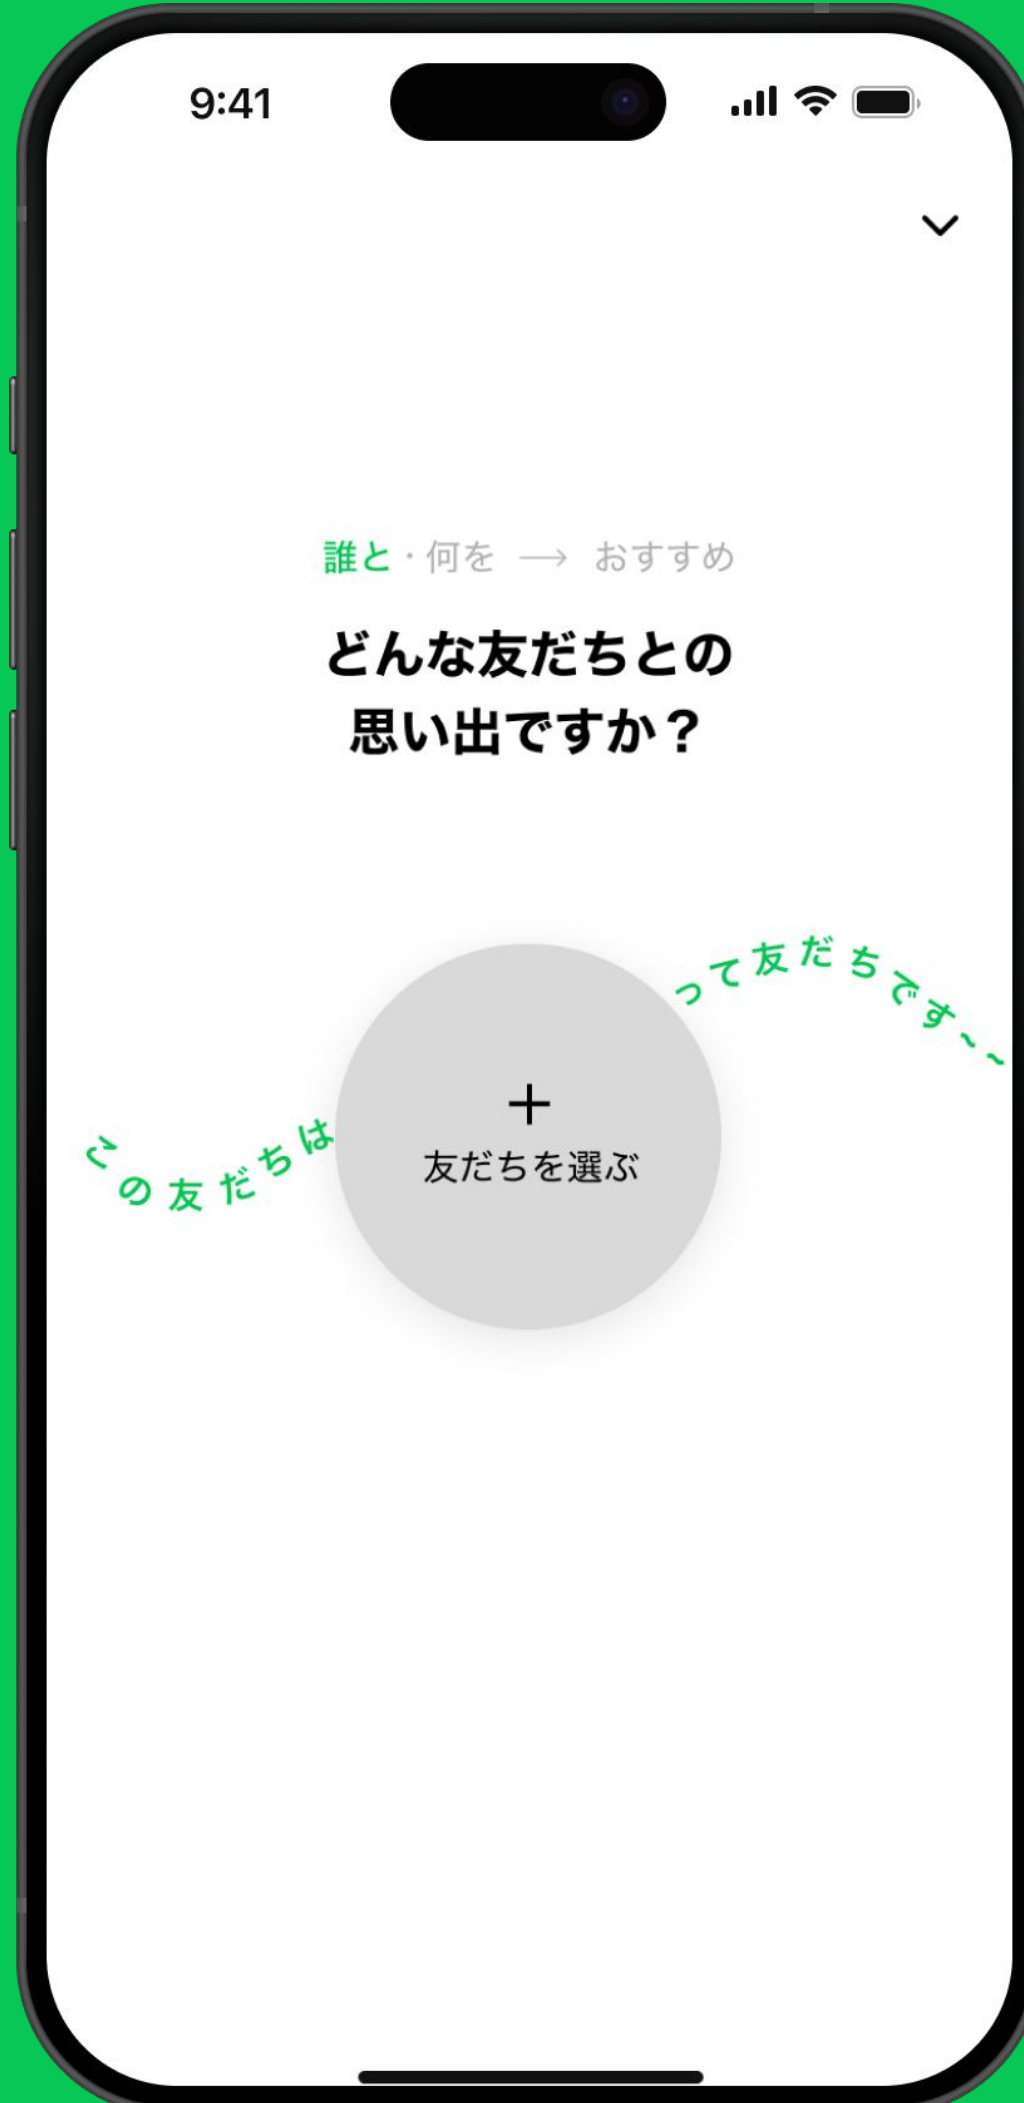 9:41
誰と・何を → おすすめ
どんな友だちとの
思い出ですか？
この友だちは
って友だちです~~
+
友だちを選ぶ